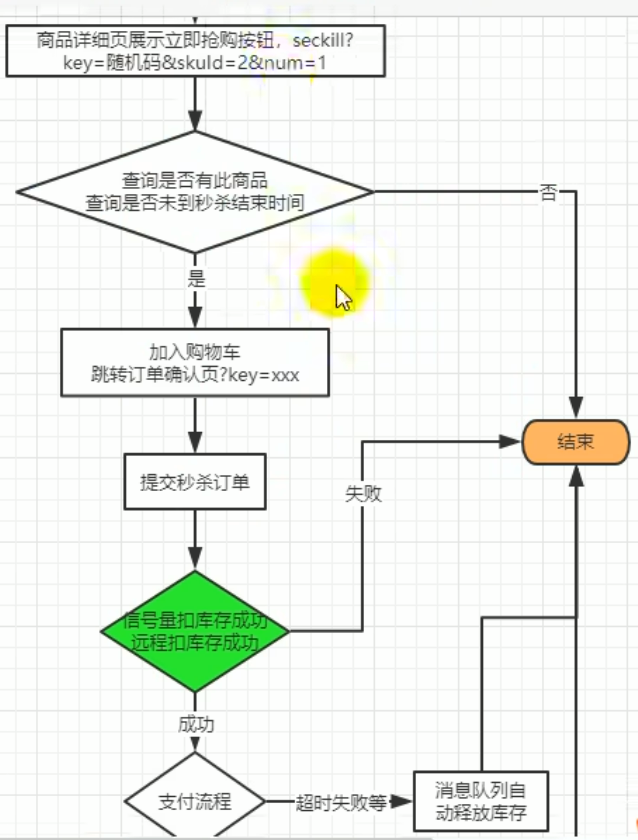 商品详细页展示立即抢购按钮，seckill?
key=随机码&skuId=2&num=1
查询是否有此商品
查询是否未到秒杀结束时间
否
是
加入购物车
跳转订单确认页?key=xxx
结束
提交秒杀订单
失败
信号量扣库存成功
远程扣库存成功
成功
支付流程
超时失败等
消息队列自
动释放库存